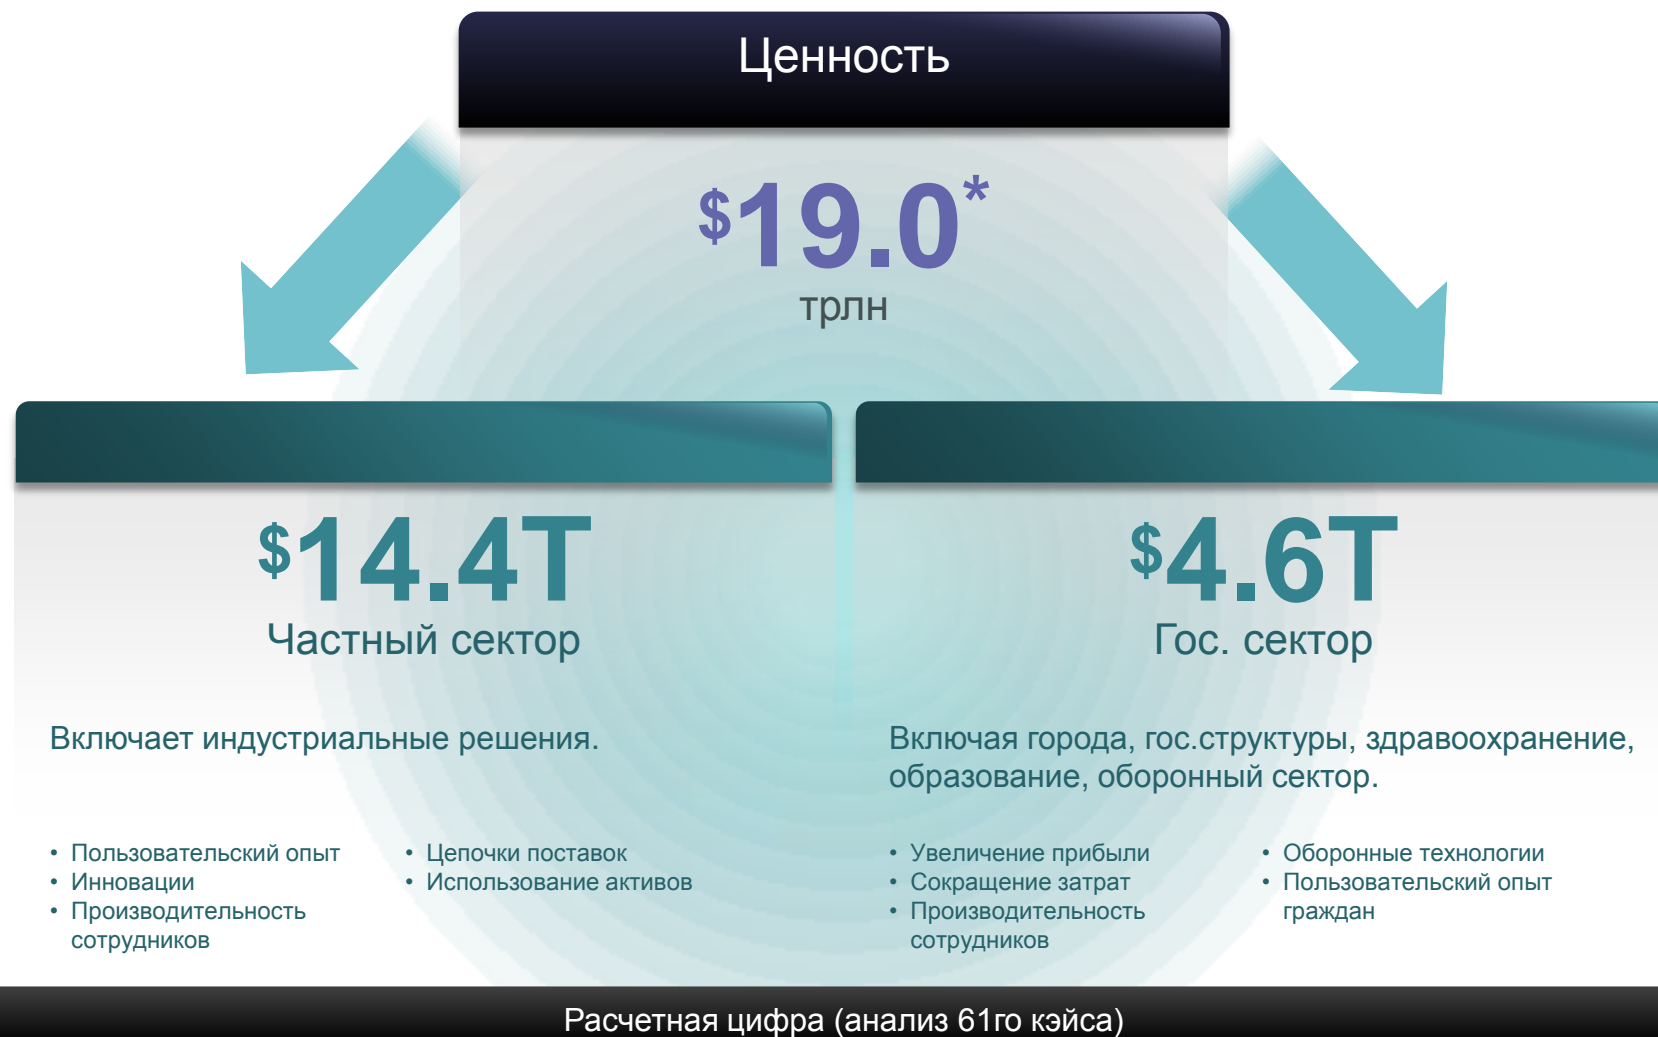 Ценность
$19.0*
трлн
$14.4T
Частный сектор
Включает индустриальные решения.
• Пользовательский опыт
• Инновации
• Производительность
сотрудников
• Цепочки поставок
• Использование активов
$4.6T
Гос. сектор
Включая города, гос.структуры, здравоохранение,
образование, оборонный сектор.
• Увеличение прибыли
• Сокращение затрат
• Производительность
сотрудников
• Оборонные технологии
• Пользовательский опыт
граждан
Расчетная цифра (анализ 61го кэйса)